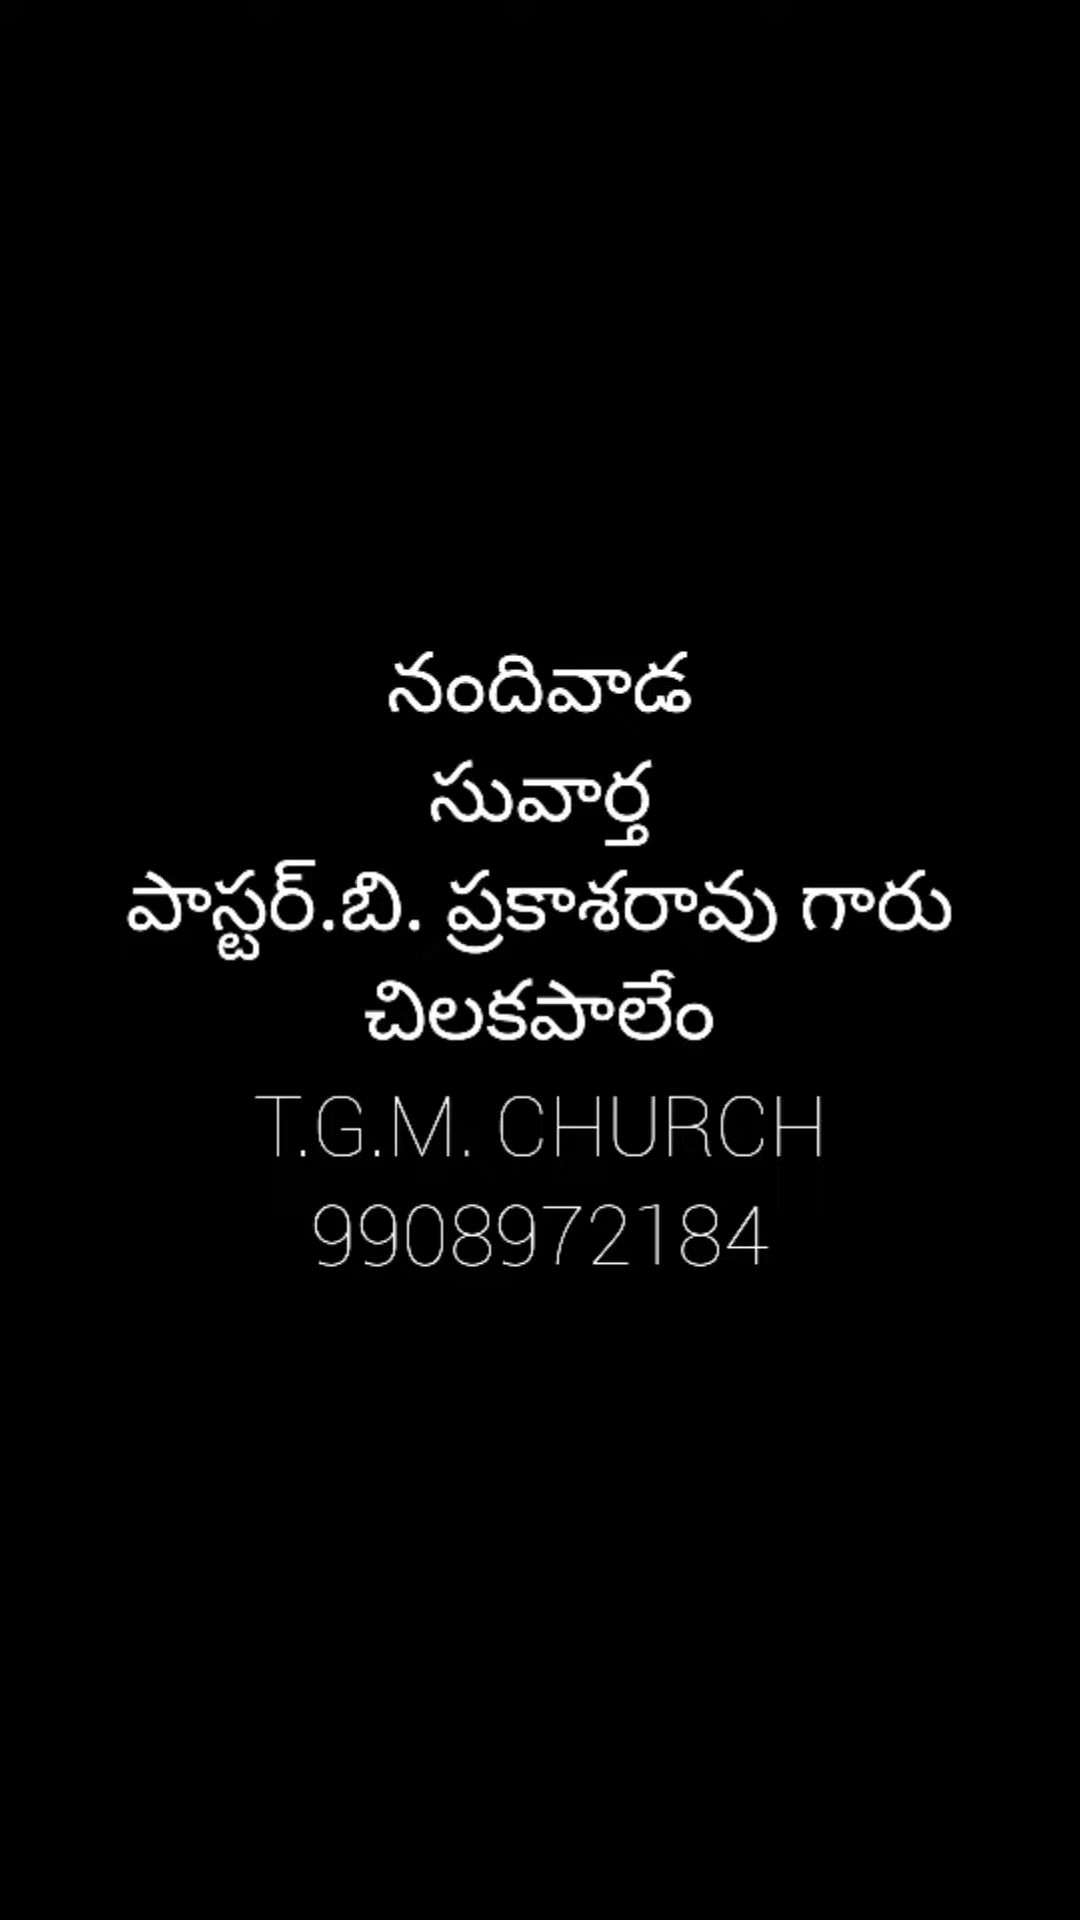 నందివాడ
సువార్త
పాస్టర్.బి. ప్రకాశరావు గారు
చిలకపాలేం
T.G.M. CHURCH
9908972184